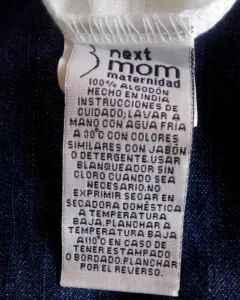 next
mom
maternidad
100% ALGODÓN
HECHO EN INDIA
INSTRUCCIONES DE
CUIDADO; LAVAR A
MANO CON AGUA FRIA
A 30°C CON COLORES
SIMILARES CON JABÓN
O DETERGENTE. USAR
BLANQUEADOR SIN
CLORO CUANDO SEA
NECESARIO. NO
EXPRIMIR SECAR EN
SECADORA DOMÉSTICA
A TEMPERATURA
BAJA. PLANCHAR A
TEMPERATURA BAJA
A 110°C EN CASO DE
TENER ESTAMPADO
O BORDADO. PLANCHAR
POR EL REVERSO.